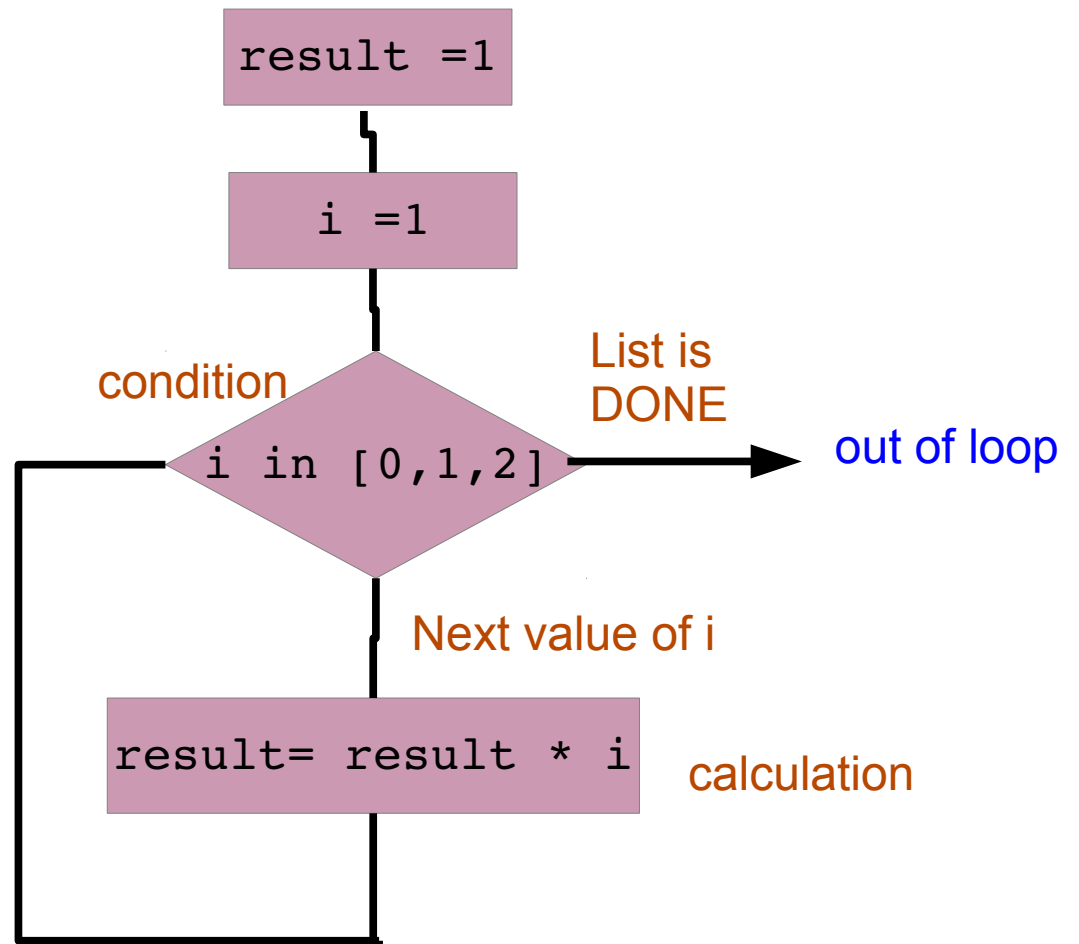 result =1
i =1
condition
List is
DONE
i in [0,1,2]
out of loop
Next value of i
result= result * i
calculation